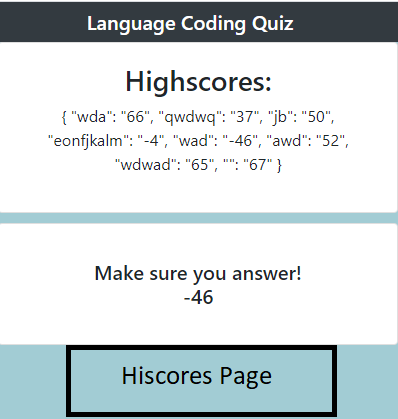 Language Coding Quiz
Highscores:
{ "wda": "66", "qwdwq": "37", "jb": "50",
"eonfjkalm": "-4", "wad": "-46", "awd": "52",
"wdwad": "65", "": "67" }
Make sure you answer!
-46
Hiscores Page